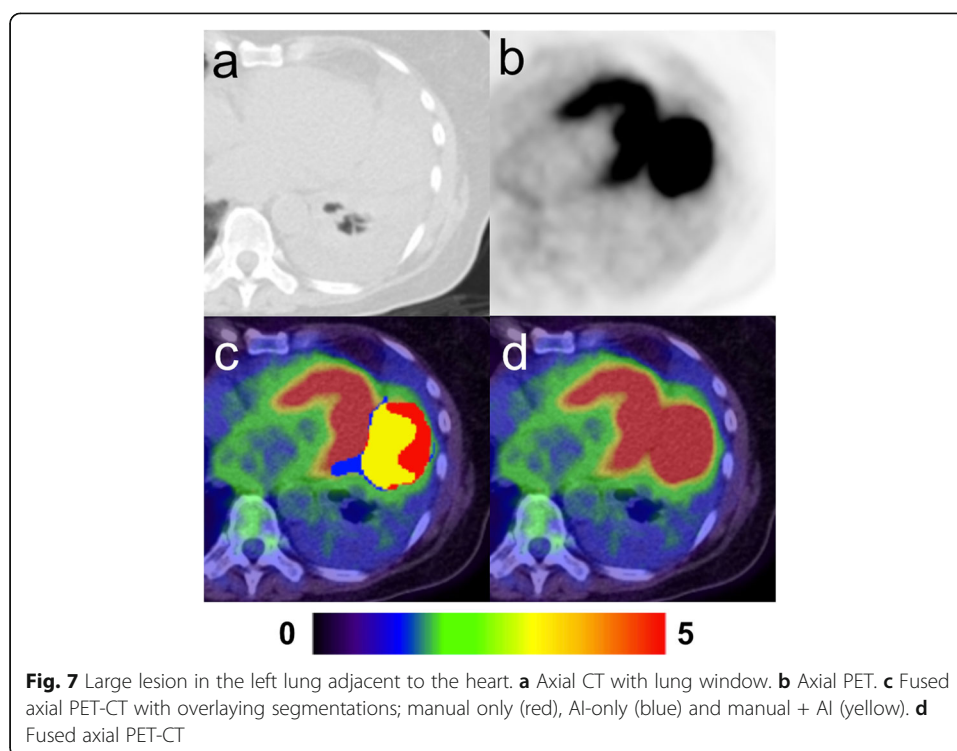 a
b
c
d
0
5
Fig. 7 Large lesion in the left lung adjacent to the heart. a Axial CT with lung window. b Axial PET. c Fused
axial PET-CT with overlaying segmentations; manual only (red), AI-only (blue) and manual + AI (yellow). d
Fused axial PET-CT